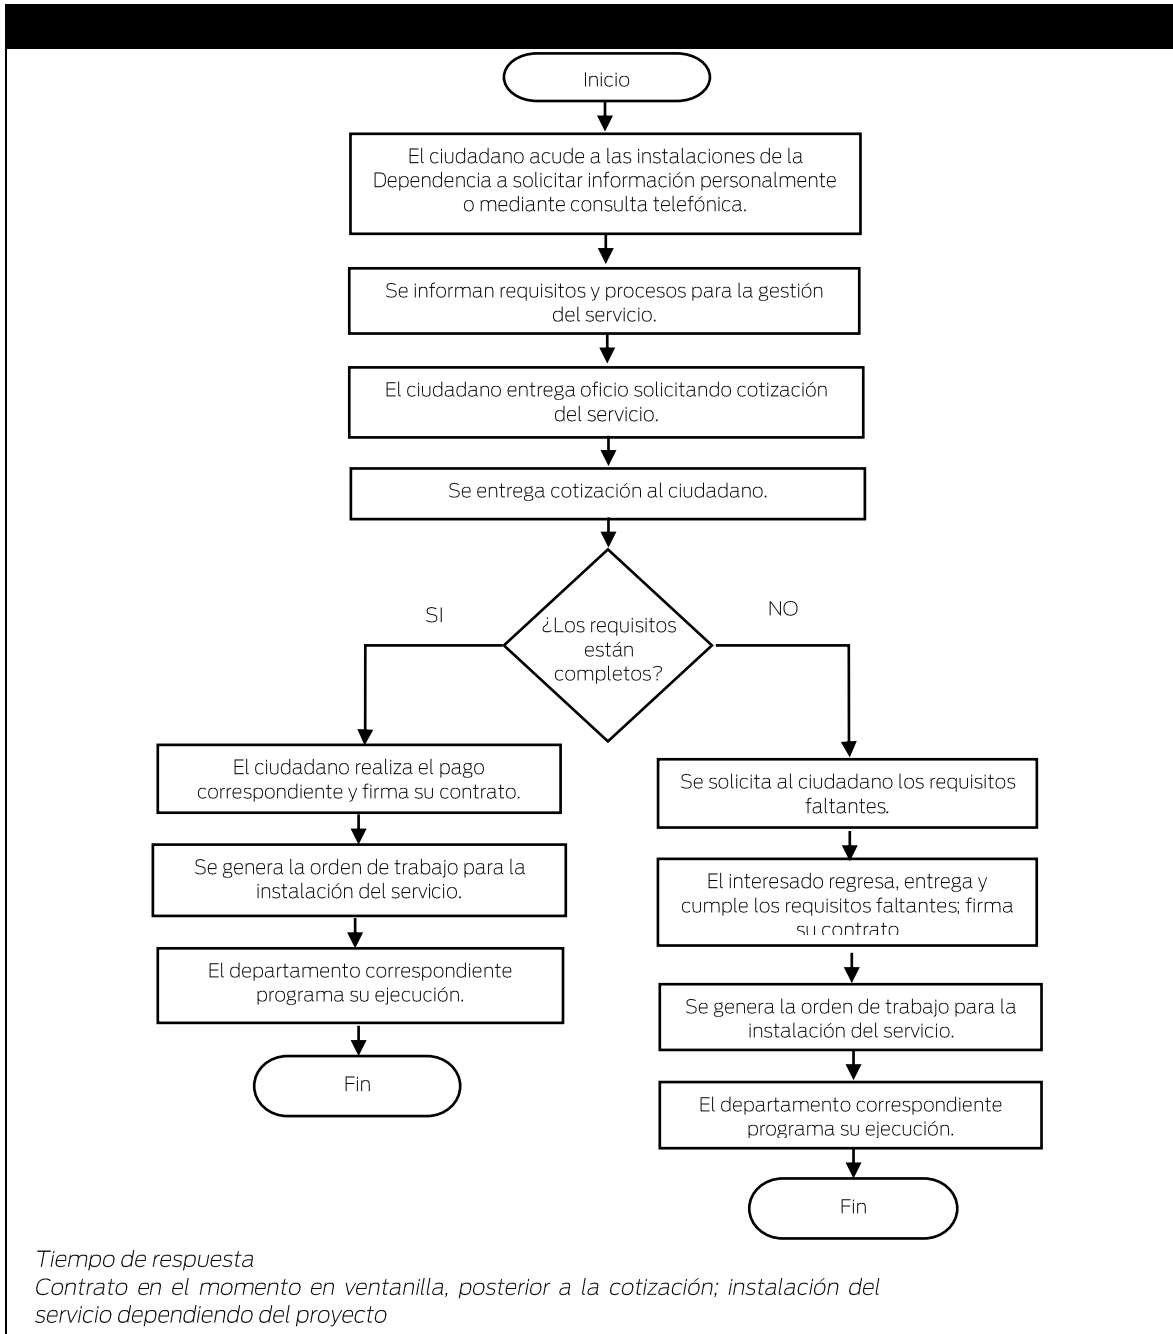 Inicio
El ciudadano acude a las instalaciones de la
Dependencia a solicitar información personalmente
o mediante consulta telefónica.
Se informan requisitos y procesos para la gestión
del servicio.
El ciudadano entrega oficio solicitando cotización
del servicio.
Se entrega cotización al ciudadano.
SI
NO
¿Los requisitos
están
completos?
El ciudadano realiza el pago
correspondiente y firma su contrato.
Se genera la orden de trabajo para la
instalación del servicio.
El departamento correspondiente
programa su ejecución.
Fin
Se solicita al ciudadano los requisitos
faltantes.
El interesado regresa, entrega y
cumple los requisitos faltantes; firma
su contrato
Se genera la orden de trabajo para la
instalación del servicio.
El departamento correspondiente
programa su ejecución.
Fin
Tiempo de respuesta
Contrato en el momento en ventanilla, posterior a la cotización; instalación del
servicio dependiendo del proyecto